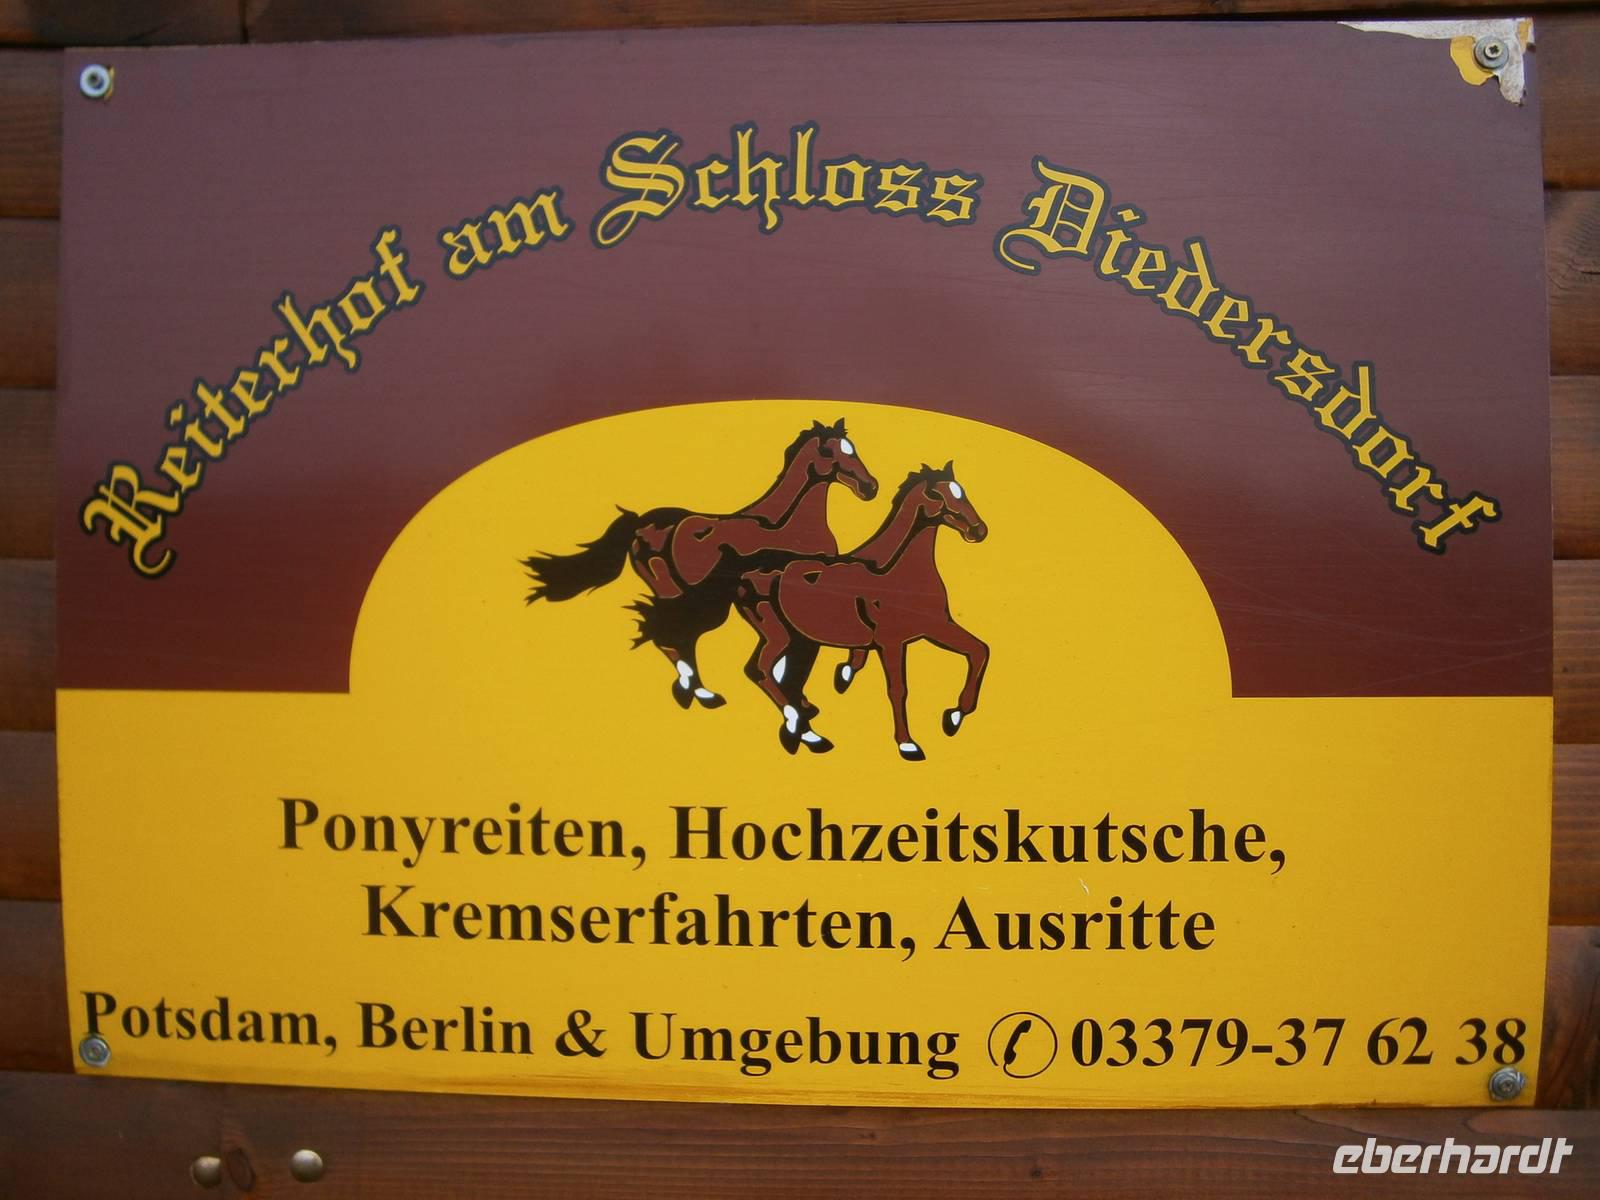 Reiterhof am Schloss Diedersdorf
Ponyreiten, Hochzeitskutsche,
Kremserfahrten, Ausritte
Potsdam, Berlin & Umgebung ✆ 03379-37 62 38
eberhardt